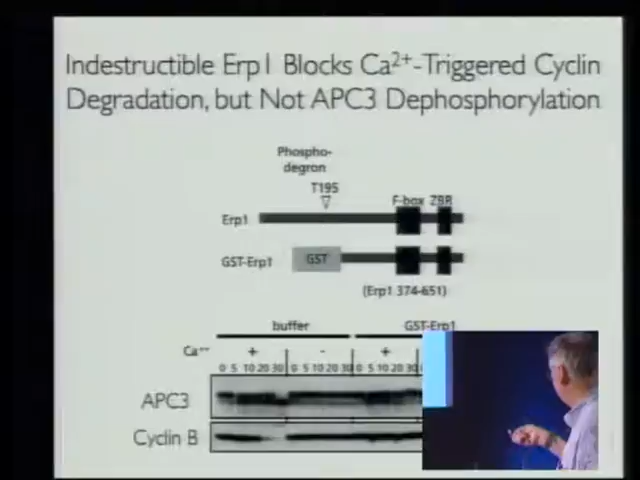 Indestructible Erp1 Blocks Ca2+-Triggered Cyclin
Degradation, but Not APC3 Dephosphorylation
Phospho-
degron
T195
F-box ZBR
Erp1
GST-Erp1 GST
(Erp1 374-651)
buffer GST-Erp1
Ca++ + - +
0 5 10 20 30 0 5 10 20 30 0 5 10 20 30
APC3
Cyclin B